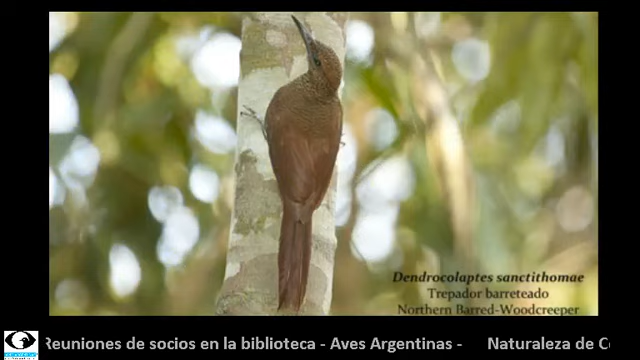 Dendrocolaptes sanctithomae
Trepador barreteado
Northern Barred-Woodcreeper
Reuniones de socios en la biblioteca - Aves Argentinas - Naturaleza de